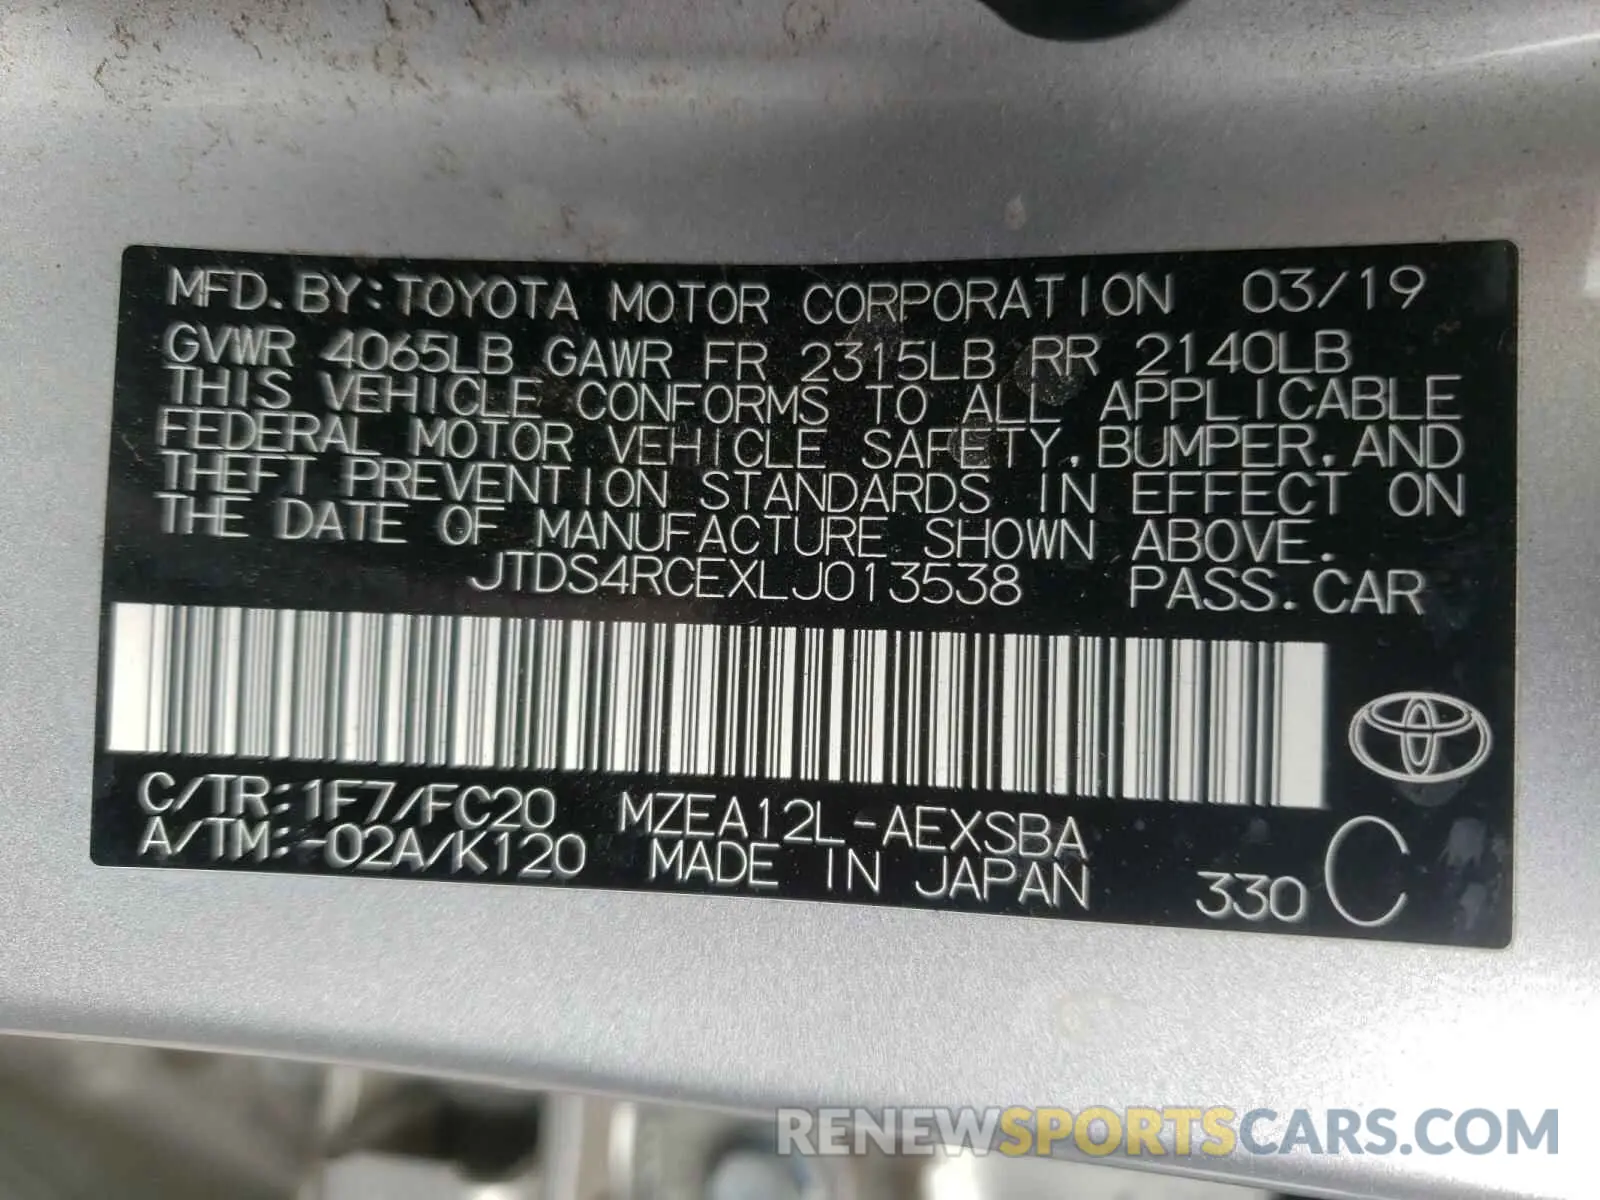 MFD. BY: TOYOTA MOTOR CORPORATION 03/19
GVWR 4065LB GAWR FR 2315LB RR 2140LB
THIS VEHICLE CONFORMS TO ALL APPLICABLE
FEDERAL MOTOR VEHICLE SAFETY, BUMPER, AND
THEFT PREVENTION STANDARDS IN EFFECT ON
THE DATE OF MANUFACTURE SHOWN ABOVE.
JTDS4RCEXLJ013538 PASS. CAR
C/TR: 1F7/FC20 MZEA12L-AEXSBA
A/TM: -02A/K120 MADE IN JAPAN 330 C
RENEWSPORTSCARS.COM